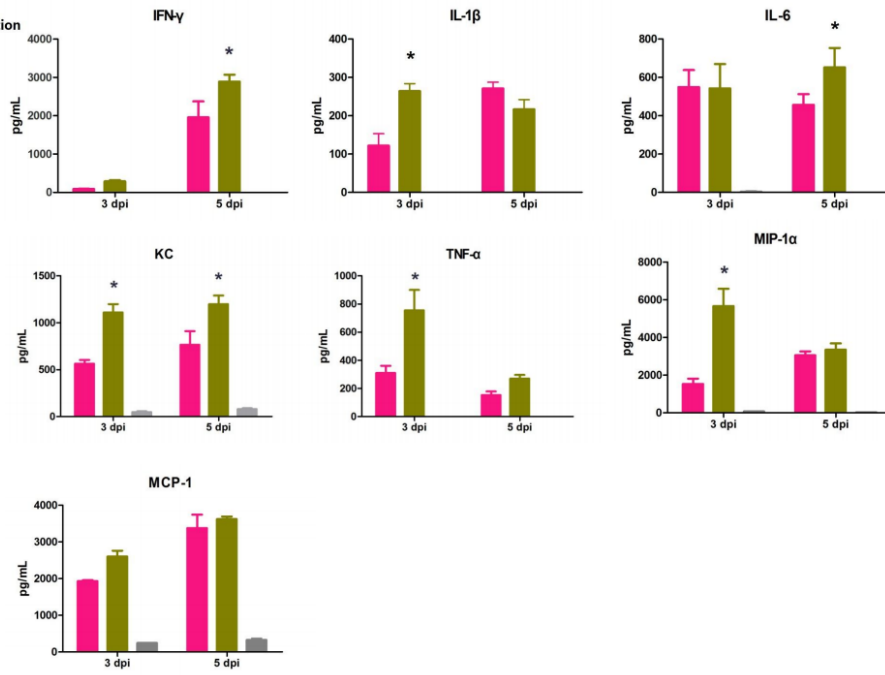 tion
IFN-γ
pg/mL
4000
3000
2000
1000
0
*
3 dpi
5 dpi
IL-1β
pg/mL
400
300
200
100
0
*
3 dpi
5 dpi
IL-6
pg/mL
800
600
400
200
0
*
3 dpi
5 dpi
KC
pg/mL
1500
1000
500
0
*
*
3 dpi
5 dpi
TNF-α
pg/mL
1000
800
600
400
200
0
*
3 dpi
5 dpi
MIP-1α
pg/mL
8000
6000
4000
2000
0
*
3 dpi
5 dpi
MCP-1
pg/mL
4000
3000
2000
1000
0
3 dpi
5 dpi